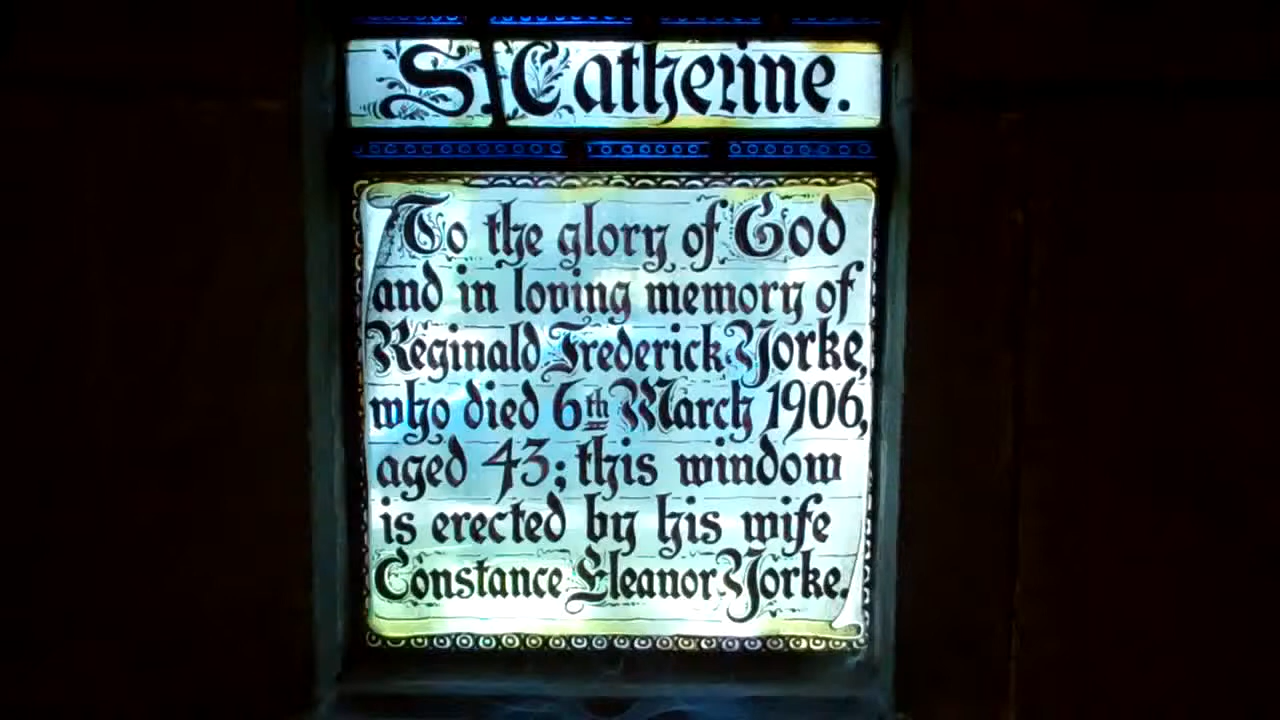 S. Catherine.
To the glory of God
and in loving memory of
Reginald Frederick Yorke,
who died 6th March 1906,
aged 43; this window
is erected by his wife
Constance Eleanor Yorke.